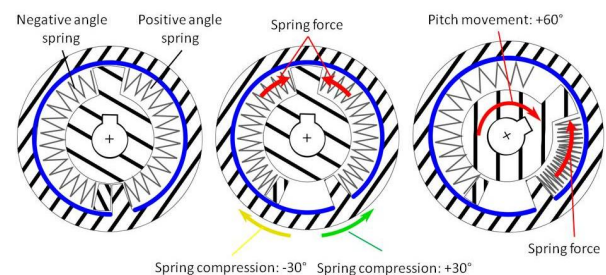 Negative angle
spring
Positive angle
spring
Spring force
Pitch movement: +60°
Spring force
Spring compression: -30°
Spring compression: +30°